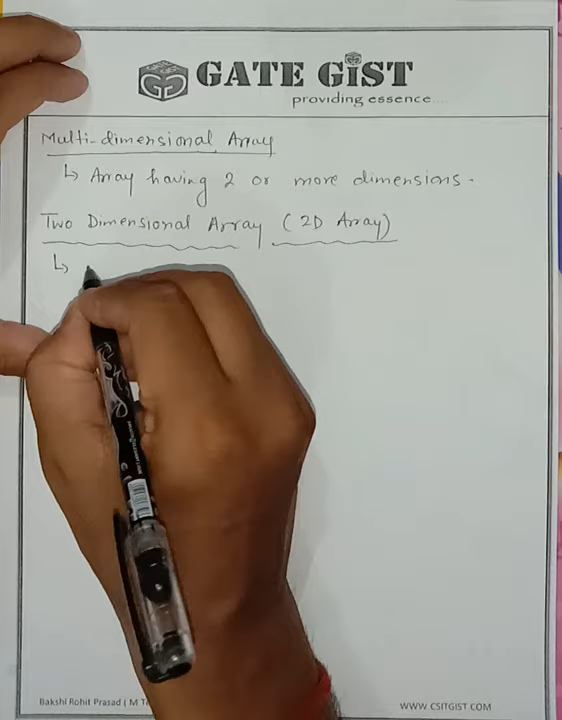 GATE GIST
providing essence....
Multi-dimensional Array
↳ Array having 2 or more dimensions.
Two Dimensional Array (2D Array)
↳
Bakshi Rohit Prasad ( M Te
WWW.CSITGIST.COM